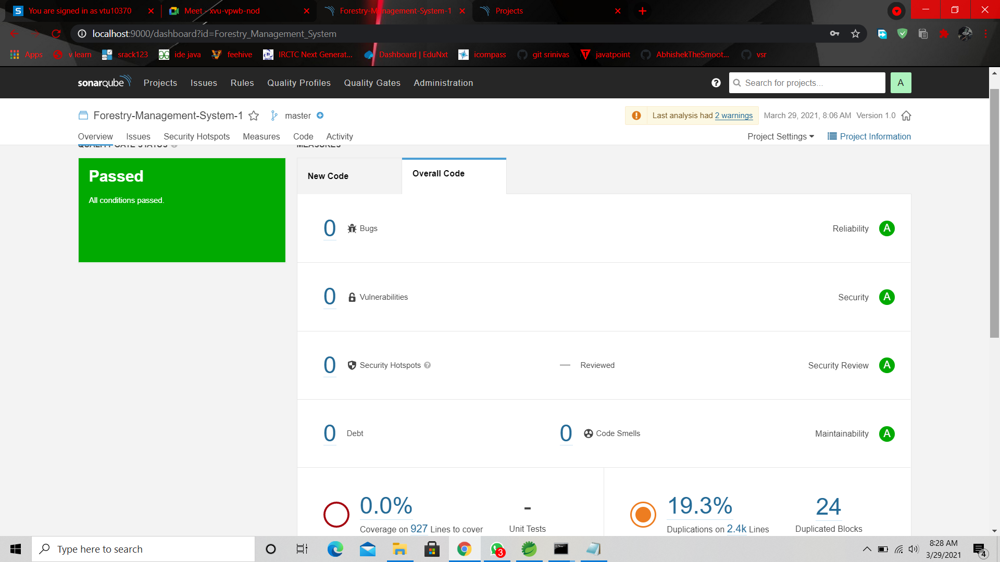 You are signed in as vtu10370
Meet - xvu-vpwb-nod
Forestry-Management-System-1
Projects
localhost:9000/dashboard?id=Forestry_Management_System
Apps
v learn
srack123
ide java
feehive
IRCTC Next Generat...
Dashboard | EduNxt
icompass
git srinivas
javatpoint
AbhishekTheSmoot...
vsr
sonarqube
Projects
Issues
Rules
Quality Profiles
Quality Gates
Administration
Search for projects...
A
Forestry-Management-System-1
master
Last analysis had 2 warnings
March 29, 2021, 8:06 AM
Version 1.0
Overview
Issues
Security Hotspots
Measures
Code
Activity
Project Settings
Project Information
QUALITY GATE STATUS
MEASURES
Passed
All conditions passed.
New Code
Overall Code
0 Bugs
Reliability A
0 Vulnerabilities
Security A
0 Security Hotspots
— Reviewed
Security Review A
0 Debt
0 Code Smells
Maintainability A
0.0%
Coverage on 927 Lines to cover
-
Unit Tests
19.3%
Duplications on 2.4k Lines
24
Duplicated Blocks
Type here to search
3
8:28 AM
3/29/2021
4